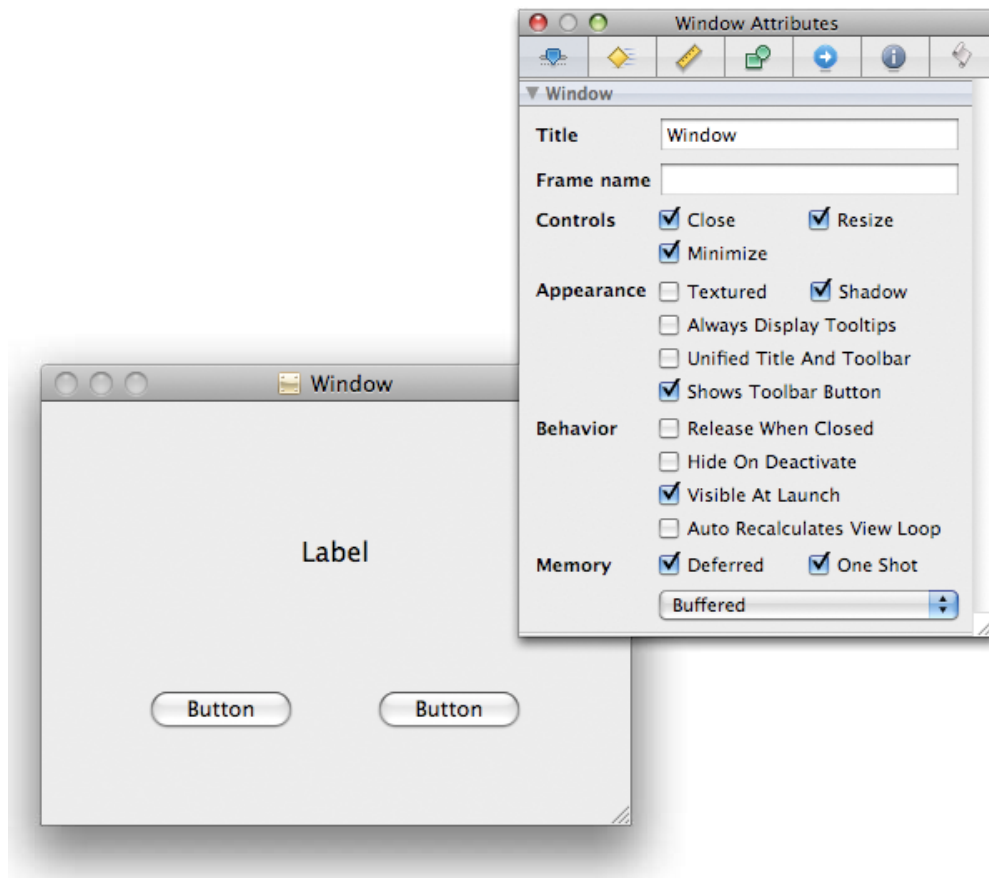 Window Attributes
Window
Title Window
Frame name
Controls Close Resize
Minimize
Appearance Textured Shadow
Always Display Tooltips
Unified Title And Toolbar
Shows Toolbar Button
Behavior Release When Closed
Hide On Deactivate
Visible At Launch
Auto Recalculates View Loop
Memory Deferred One Shot
Buffered
Window
Label
Button Button